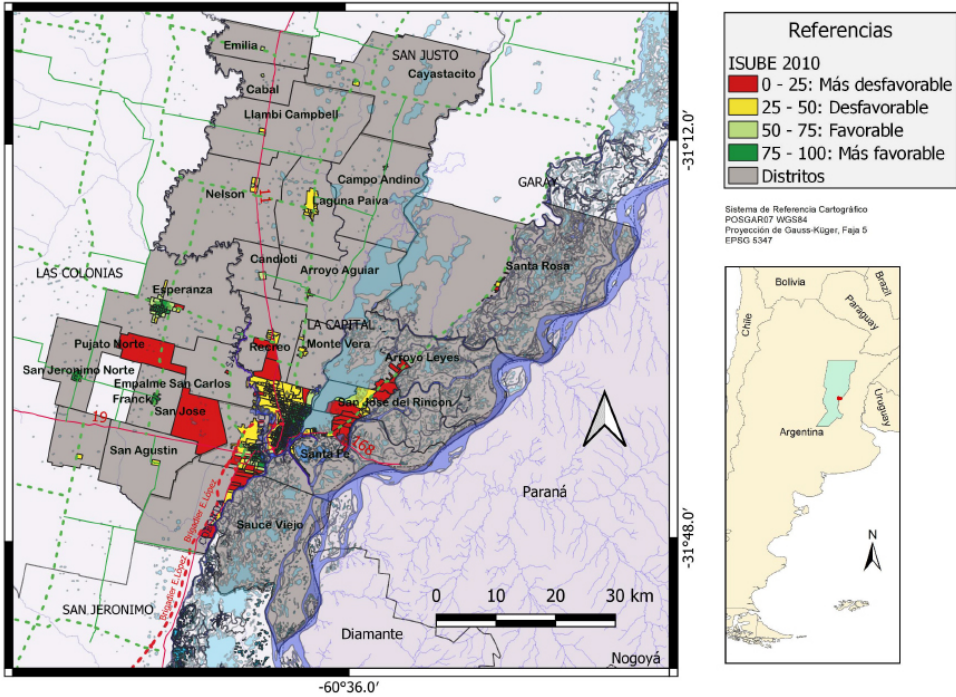 Emilia
SAN JUSTO
Cayastacito
Cabal
Llambi Campbell
Campo Andino
GARAY
Nelson
11
Laguna Paiva
Candioti
Arroyo Aguiar
Santa Rosa
LAS COLONIAS
Esperanza
LA CAPITAL
Recreo
Monte Vera
Pujato Norte
Arroyo Leyes
San Jeronimo Norte
Empalme San Carlos
Franck
San Jose
San Jose del Rincon
19
168
San Agustin
Santa Fe
Paraná
Sauce Viejo
Brigadier E.López
Brigadier E.López
SAN JERONIMO
0 10 20 30 km
Diamante
Nogoyá
-60°36.0'
-31°12.0'
-31°48.0'
Referencias
ISUBE 2010
0 - 25: Más desfavorable
25 - 50: Desfavorable
50 - 75: Favorable
75 - 100: Más favorable
Distritos
Sistema de Referencia Cartográfico
POSGAR07 WGS84
Proyección de Gauss-Küger, Faja 5
EPSG 5347
Bolivia
Brazil
Paraguay
Chile
Uruguay
Argentina
N